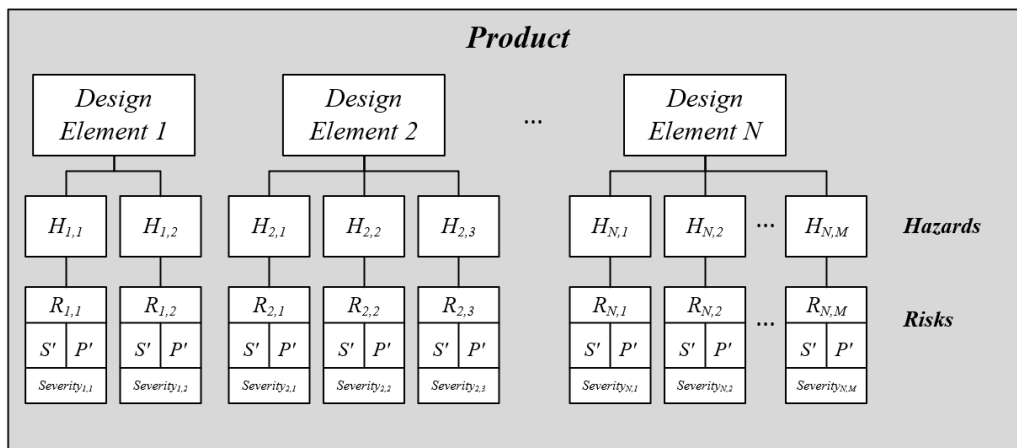 Product
Design
Element 1
Design
Element 2
...
Design
Element N
H1,1
H1,2
H2,1
H2,2
H2,3
HN,1
HN,2
...
HN,M
Hazards
R1,1
R1,2
R2,1
R2,2
R2,3
RN,1
RN,2
...
RN,M
Risks
S' P'
S' P'
S' P'
S' P'
S' P'
S' P'
S' P'
S' P'
Severity1,1
Severity1,2
Severity2,1
Severity2,2
Severity2,3
SeverityN,1
SeverityN,2
SeverityN,M